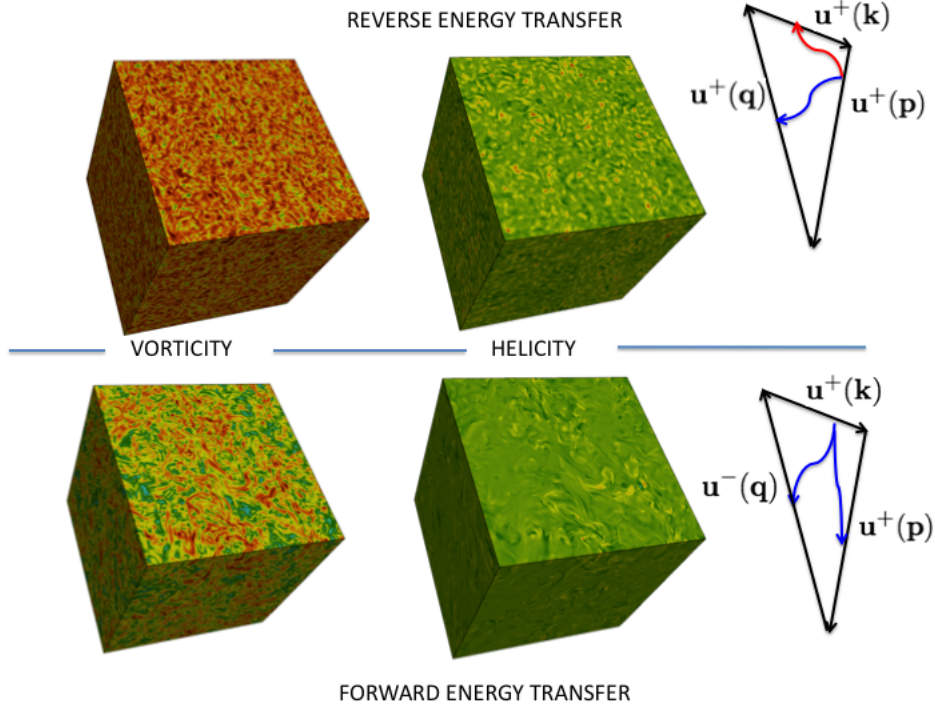 REVERSE ENERGY TRANSFER
u⁺(k)
u⁺(q)
u⁺(p)
VORTICITY
HELICITY
u⁺(k)
u⁻(q)
u⁺(p)
FORWARD ENERGY TRANSFER